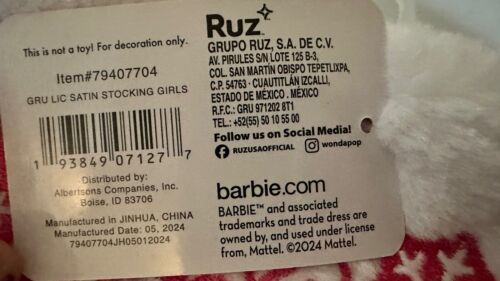 This is not a toy! For decoration only.
Item#79407704
GRU LiC SATIN STOCKING GIRLS
1 93849 07127 7
Distributed by:
Albertsons Companies, Inc.
Boise, ID 83706
Manufactured in JINHUA, CHINA
Manufactured Date: 05, 2024
79407704JH05012024
Ruz
GRUPO RUZ, S.A. DE C.V.
AV. PIRULES S/N LOTE 125 B-3,
COL. SAN MARTÍN OBISPO TEPETLIXPA,
C.P. 54763 · CUAUTITLÁN IZCALLI,
ESTADO DE MÉXICO . MÉXICO
R.F.C.: GRU 971202 8T1
TEL.: +52(55) 50 10 55 00
Follow us on Social Media!
RUZUSAOFFICIAL wondapop
barbie.com
BARBIE™ and associated
trademarks and trade dress are
owned by, and used under license
from, Mattel. ©2024 Mattel.